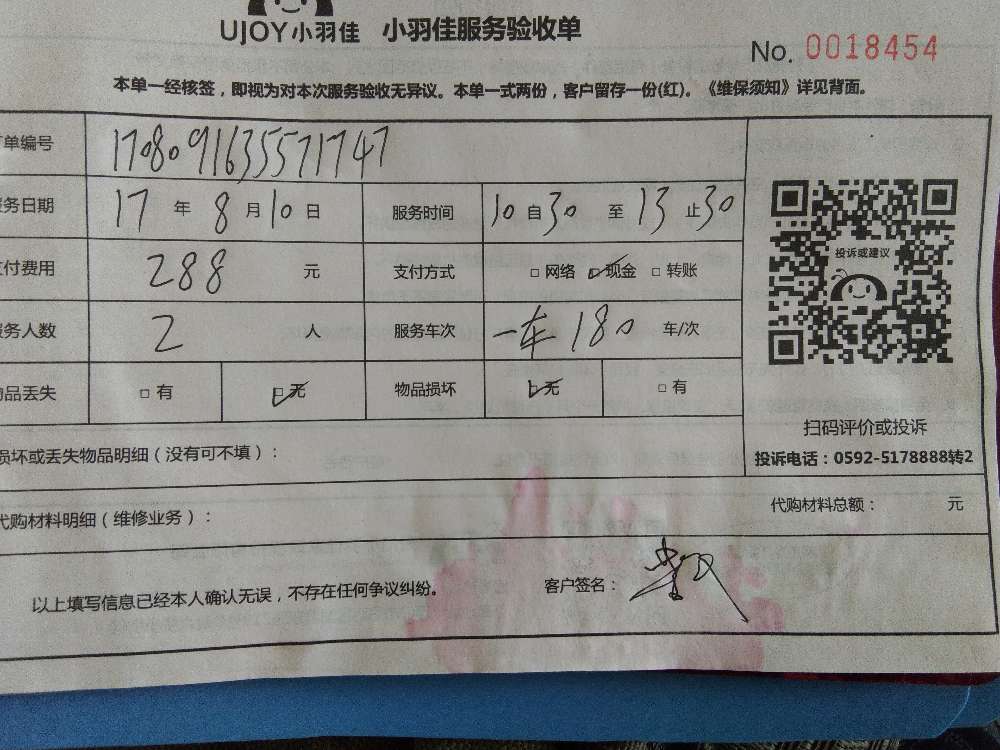 UJOY小羽佳 小羽佳服务验收单
No. 0018454
本单一经核签，即视为对本次服务验收无异议。本单一式两份，客户留存一份(红)。《维保须知》详见背面。
单编号 1708091635571747
务日期 17 年 8 月 10 日 服务时间 10 自 30 至 13 止 30
付费用 288 元 支付方式 □ 网络 ☑ 现金 □ 转账
务人数 2 人 服务车次 一车 180 车/次
品丢失 □ 有 ☑ 无 物品损坏 ☑ 无 □ 有
投诉或建议
扫码评价或投诉
投诉电话：0592-5178888转2
损坏或丢失物品明细（没有可不填）：
代购材料明细（维修业务）： 代购材料总额： 元
以上填写信息已经本人确认无误，不存在任何争议纠纷。 客户签名：